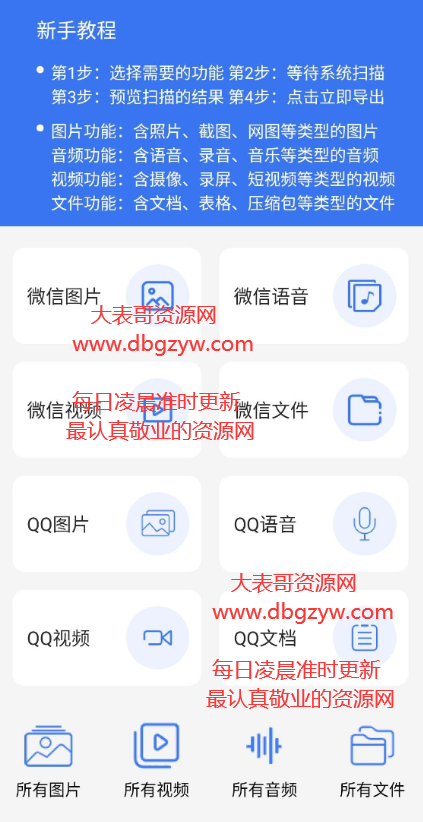 新手教程
第1步：选择需要的功能 第2步：等待系统扫描
第3步：预览扫描的结果 第4步：点击立即导出
图片功能：含照片、截图、网图等类型的图片
音频功能：含语音、录音、音乐等类型的音频
视频功能：含摄像、录屏、短视频等类型的视频
文件功能：含文档、表格、压缩包等类型的文件
微信图片
微信语音
大表哥资源网
www.dbgzyw.com
微信视频
微信文件
每日凌晨准时更新
最认真敬业的资源网
QQ图片
QQ语音
大表哥资源网
www.dbgzyw.com
QQ视频
QQ文档
每日凌晨准时更新
最认真敬业的资源网
所有图片
所有视频
所有音频
所有文件